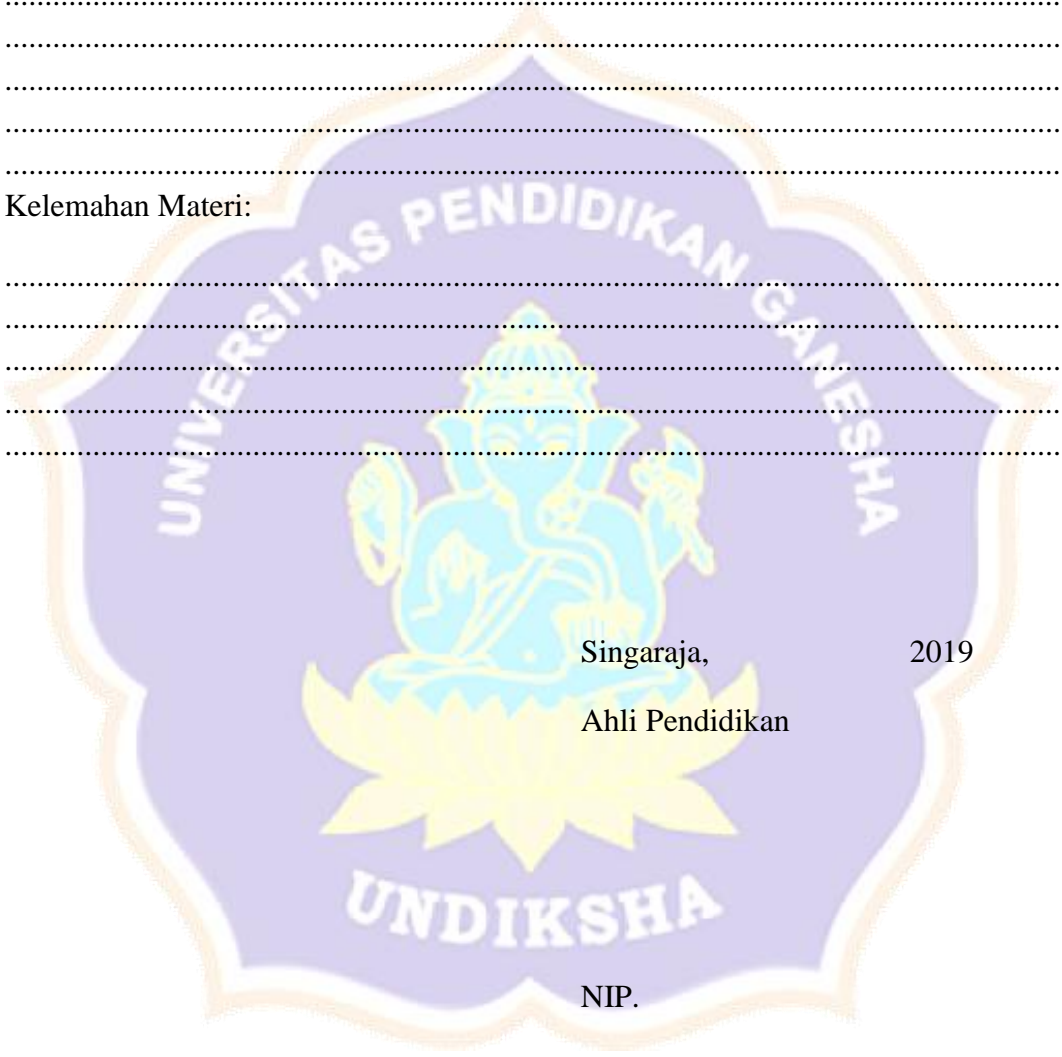 ....................................................................................................................................
....................................................................................................................................
....................................................................................................................................
....................................................................................................................................
....................................................................................................................................
Kelemahan Materi:
UNIVERSITAS PENDIDIKAN GANESHA
....................................................................................................................................
....................................................................................................................................
....................................................................................................................................
....................................................................................................................................
....................................................................................................................................
Singaraja, 2019
Ahli Pendidikan
UNDIKSHA
NIP.